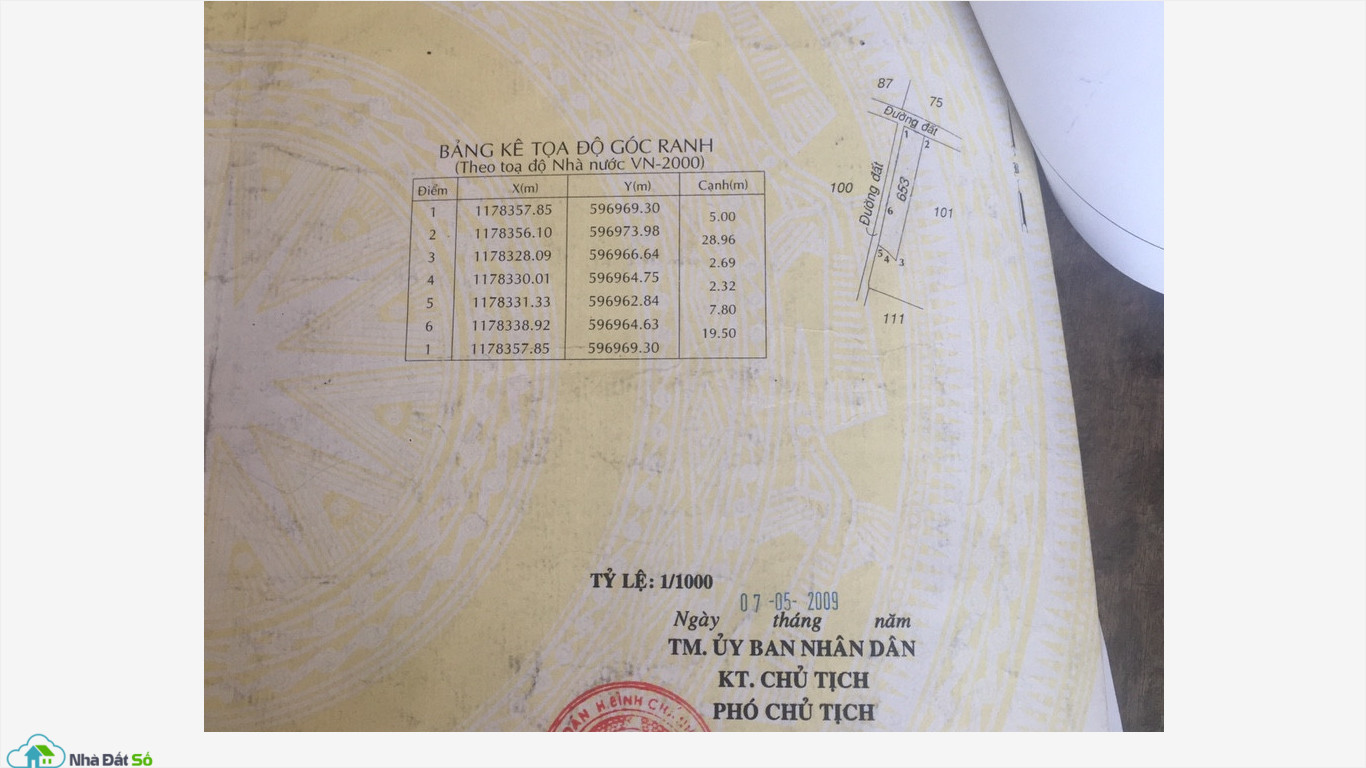 BẢNG KÊ TỌA ĐỘ GÓC RANH
(Theo toạ độ Nhà nước VN-2000)
Điểm X(m) Y(m) Cạnh(m)
1 1178357.85 596969.30
5.00
2 1178356.10 596973.98
28.96
3 1178328.09 596966.64
2.69
4 1178330.01 596964.75
2.32
5 1178331.33 596962.84
7.80
6 1178338.92 596964.63
19.50
1 1178357.85 596969.30
87
75
Đường đất
1
2
100
Đường đất
653
6
101
5
4
3
111
TỶ LỆ: 1/1000
07 -05- 2009
Ngày tháng năm
TM. ỦY BAN NHÂN DÂN
KT. CHỦ TỊCH
PHÓ CHỦ TỊCH
DÂN H.BÌNH CHÁNH
Nhà Đất Số